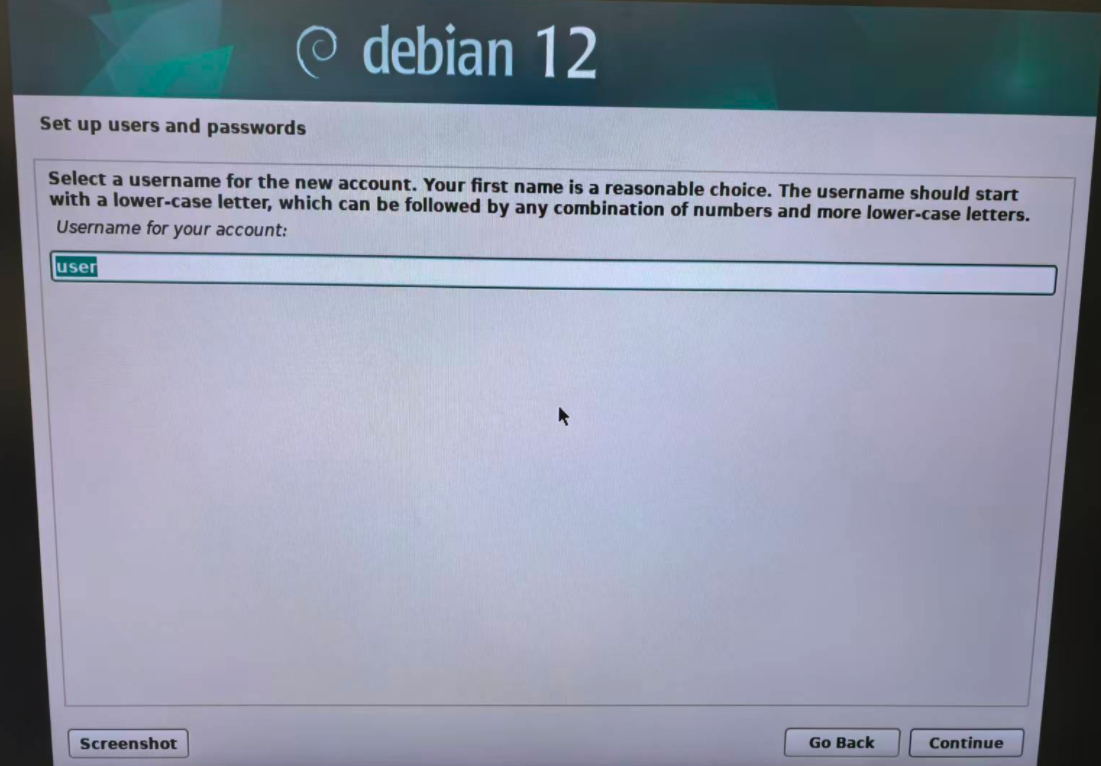 debian 12
Set up users and passwords
Select a username for the new account. Your first name is a reasonable choice. The username should start
with a lower-case letter, which can be followed by any combination of numbers and more lower-case letters.
Username for your account:
user
Screenshot
Go Back
Continue